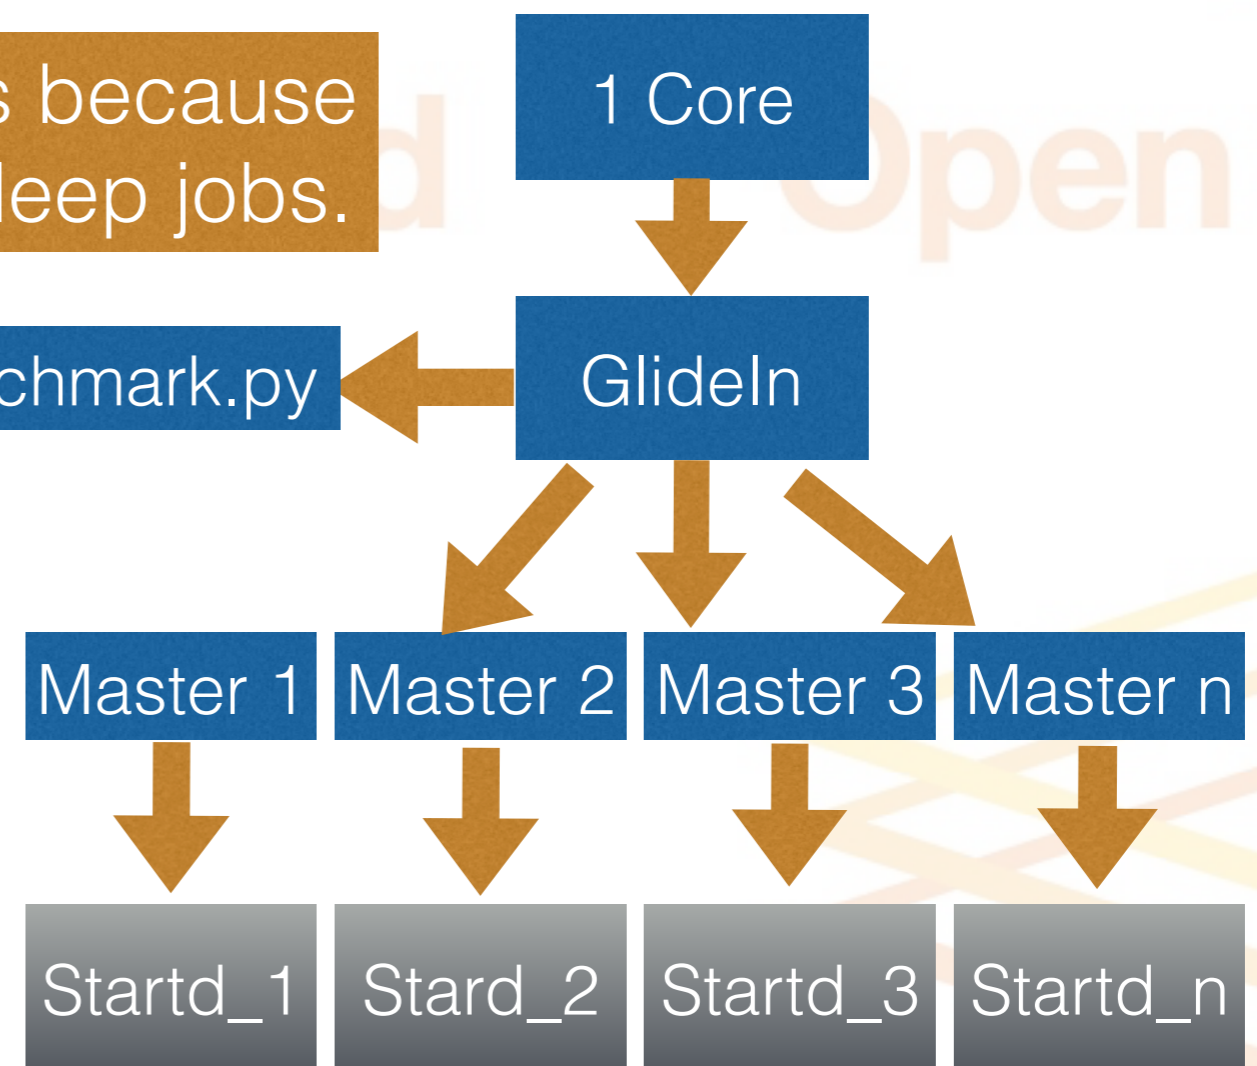 s because
leep jobs.
1 Core
d Open
chmark.py
GlideIn
Master 1
Master 2
Master 3
Master n
Startd_1
Stard_2
Startd_3
Startd_n